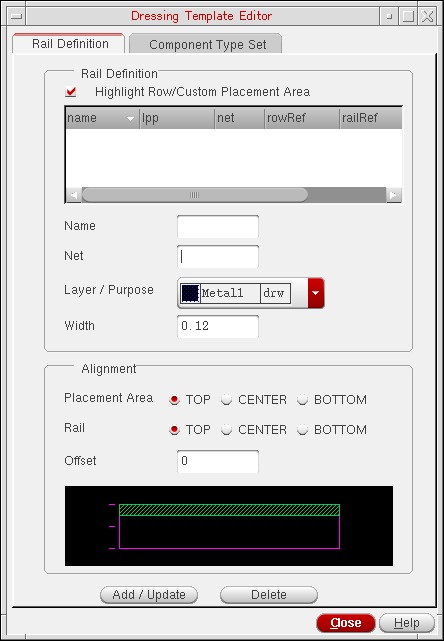 Dressing Template Editor
Rail Definition Component Type Set
Rail Definition
Highlight Row/Custom Placement Area
name lpp net rowRef railRef
Name
Net
Layer / Purpose Metal1 drw
Width 0.12
Alignment
Placement Area TOP CENTER BOTTOM
Rail TOP CENTER BOTTOM
Offset 0
Add / Update Delete
Close Help